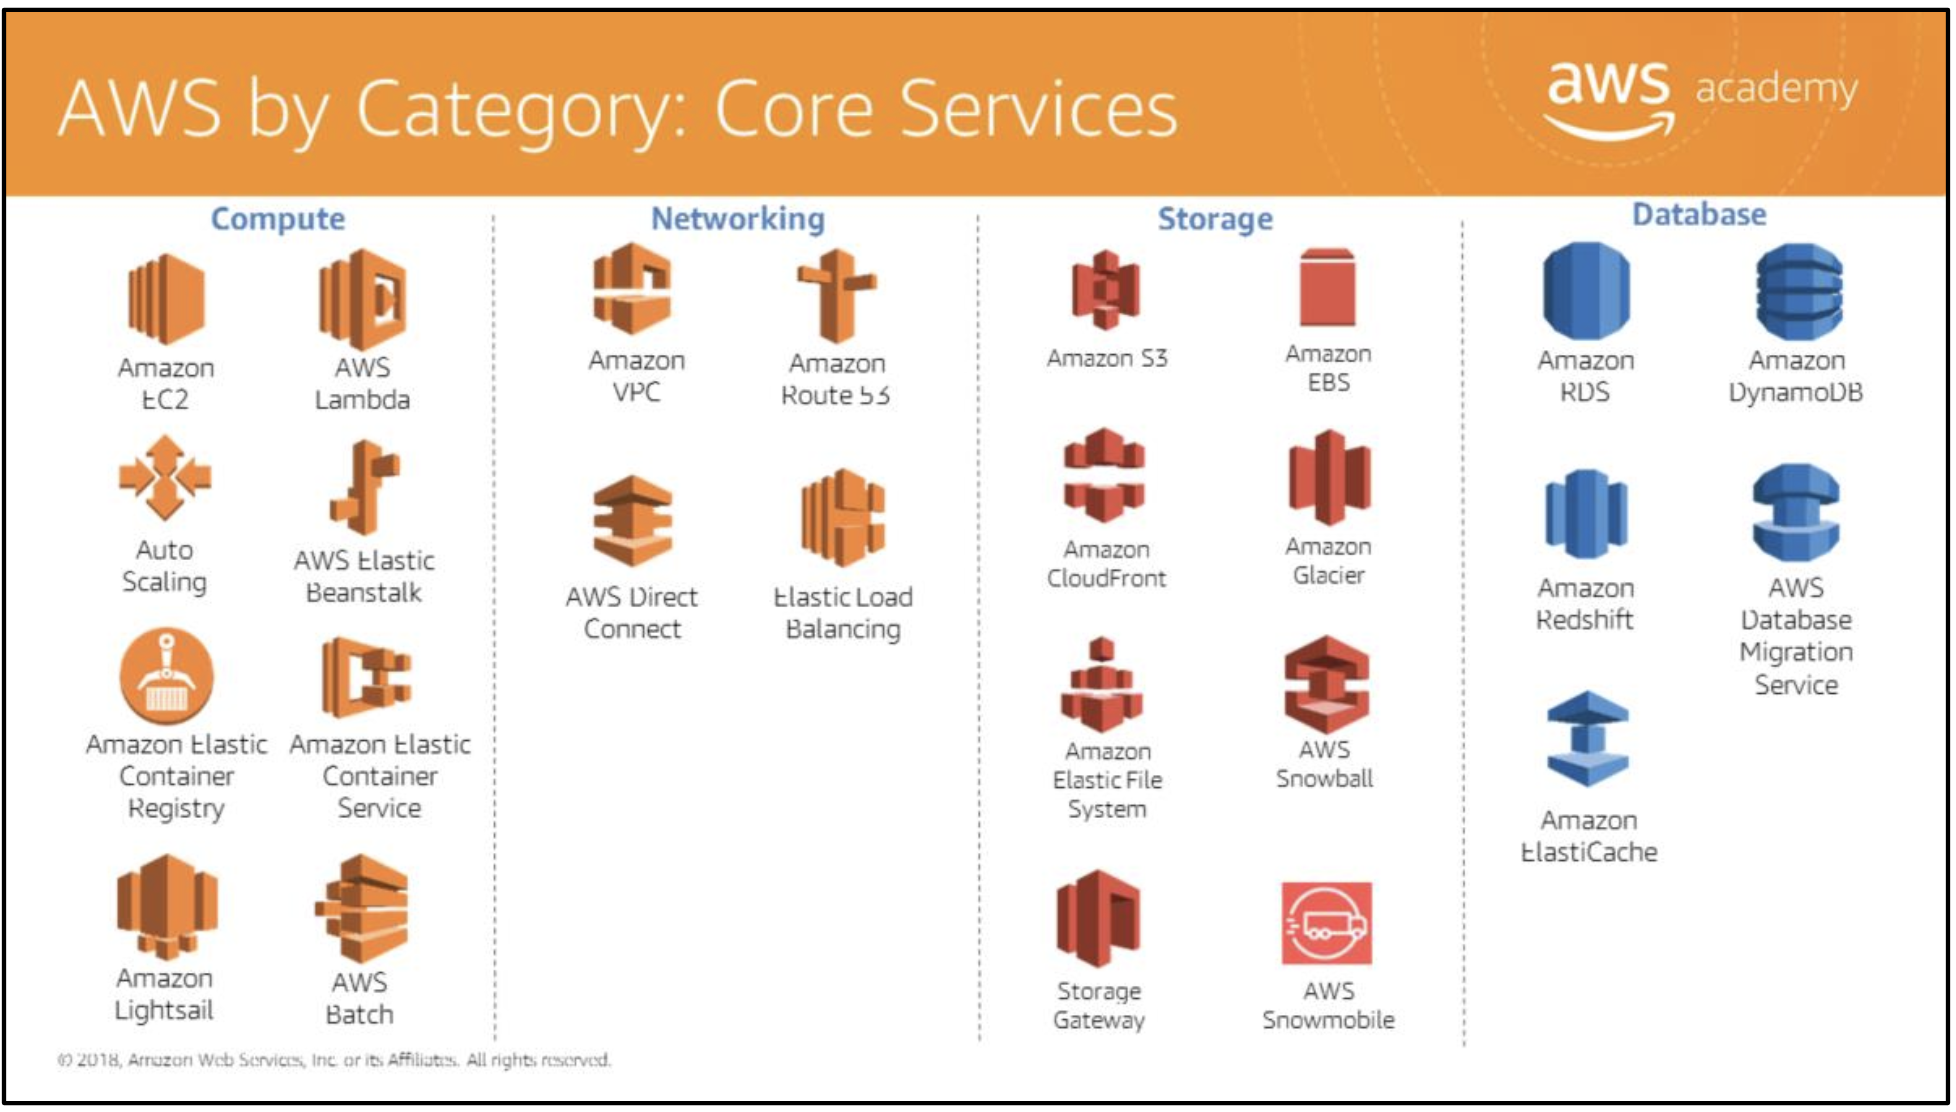 AWS by Category: Core Services
aws academy
Compute
Amazon
EC2
AWS
Lambda
Auto
Scaling
AWS Elastic
Beanstalk
Amazon Elastic
Container
Registry
Amazon Elastic
Container
Service
Amazon
Lightsail
AWS
Batch
Networking
Amazon
VPC
Amazon
Route 53
AWS Direct
Connect
Elastic Load
Balancing
Storage
Amazon S3
Amazon
EBS
Amazon
CloudFront
Amazon
Glacier
Amazon
Elastic File
System
AWS
Snowball
Storage
Gateway
AWS
Snowmobile
Database
Amazon
RDS
Amazon
DynamoDB
Amazon
Redshift
AWS
Database
Migration
Service
Amazon
ElastiCache
© 2018, Amazon Web Services, Inc. or its Affiliates. All rights reserved.